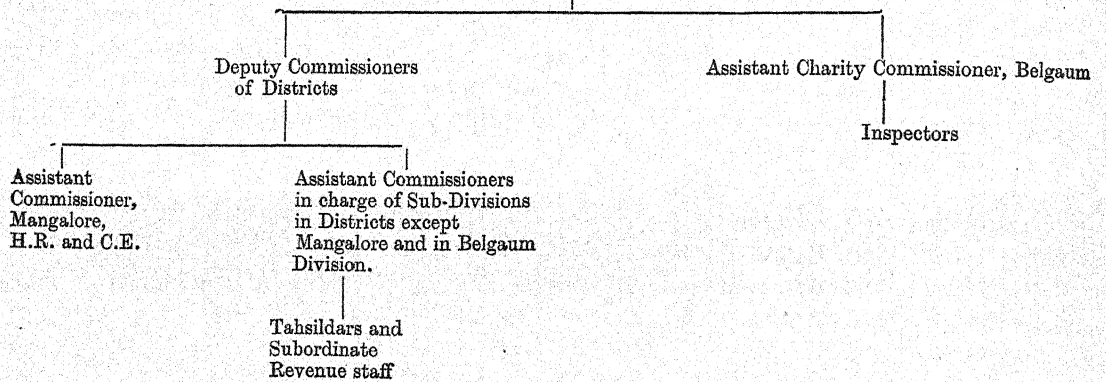 Deputy Commissioners
of Districts
Assistant Charity Commissioner, Belgaum
Inspectors
Assistant
Commissioner,
Mangalore,
H.R. and C.E.
Assistant Commissioners
in charge of Sub-Divisions
in Districts except
Mangalore and in Belgaum
Division.
Tahsildars and
Subordinate
Revenue staff